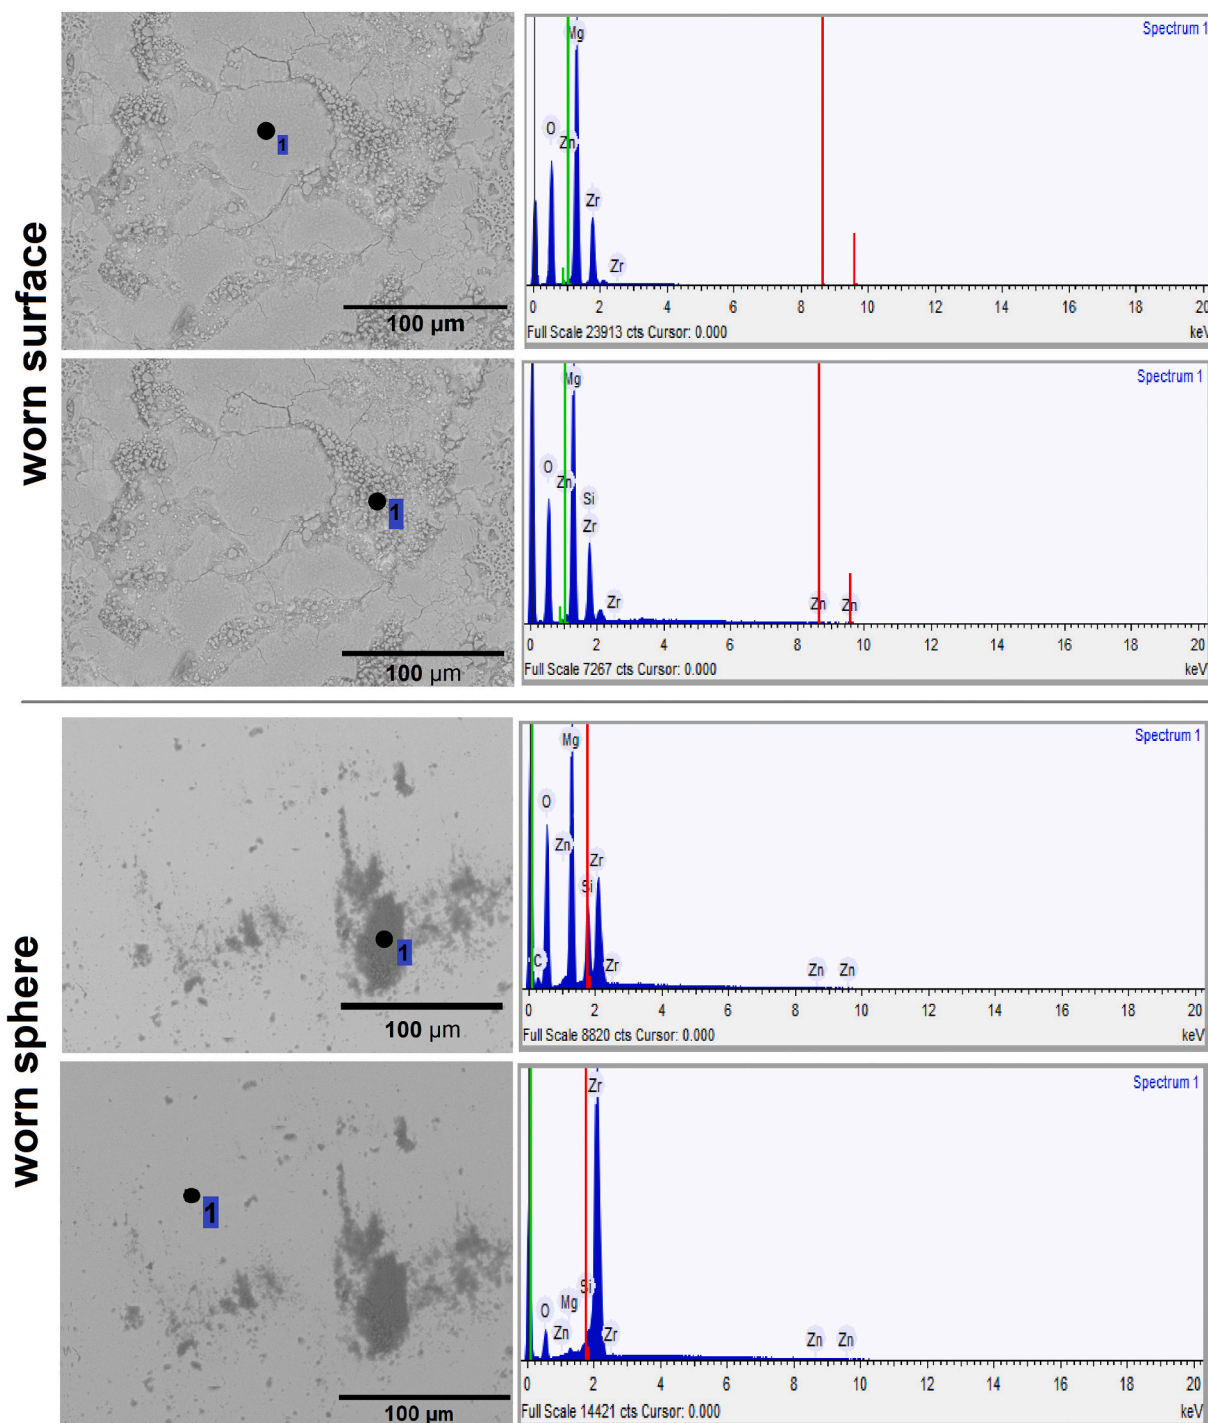 worn surface
1
100 µm
Spectrum 1
Mg
O
Zn
Zr
Zr
0 2 4 6 8 10 12 14 16 18 20
Full Scale 23913 cts Cursor: 0.000 keV
1
100 µm
Spectrum 1
Mg
O
Zn
Si
Zr
Zr
Zn Zn
0 2 4 6 8 10 12 14 16 18 20
Full Scale 7267 cts Cursor: 0.000 keV
worn sphere
1
100 µm
Spectrum 1
Mg
O
Zn
Zr
Si
C
Zr
Zn Zn
0 2 4 6 8 10 12 14 16 18 20
Full Scale 8820 cts Cursor: 0.000 keV
1
100 µm
Spectrum 1
Zr
Si
Mg
O
Zn
Zr
Zn Zn
0 2 4 6 8 10 12 14 16 18 20
Full Scale 14421 cts Cursor: 0.000 keV